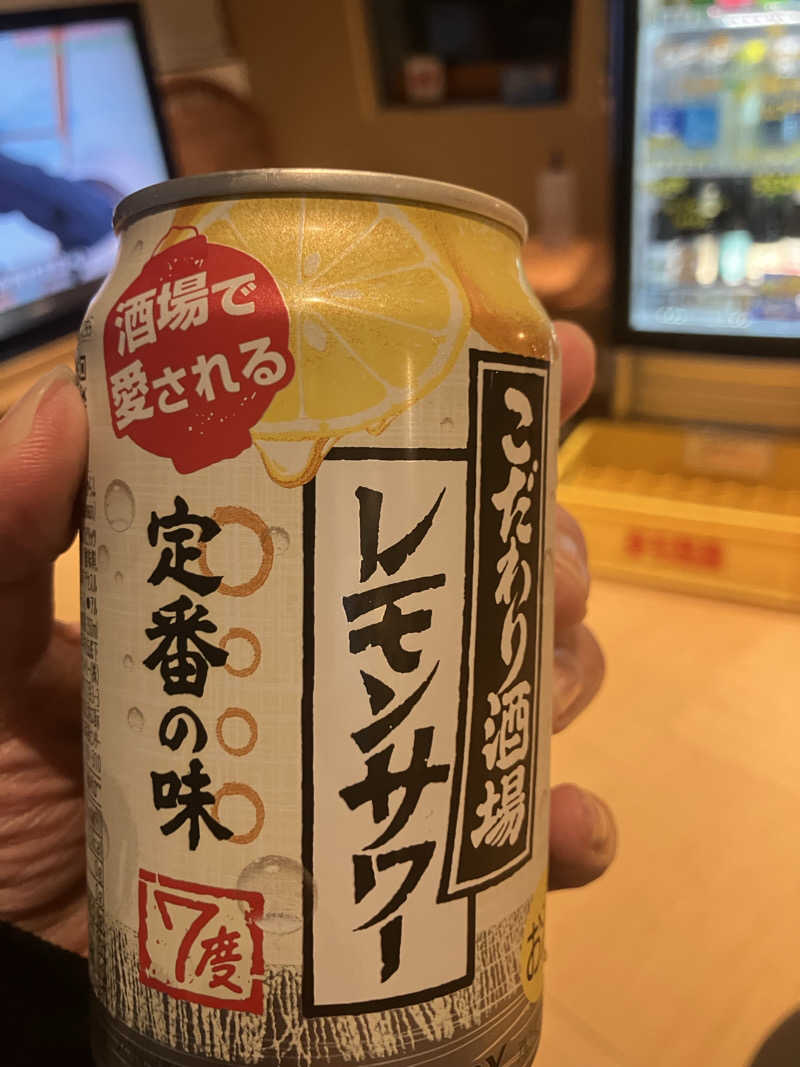 酒場で
愛される
こだわり酒場
レモンサワー
定番の味
7度
お